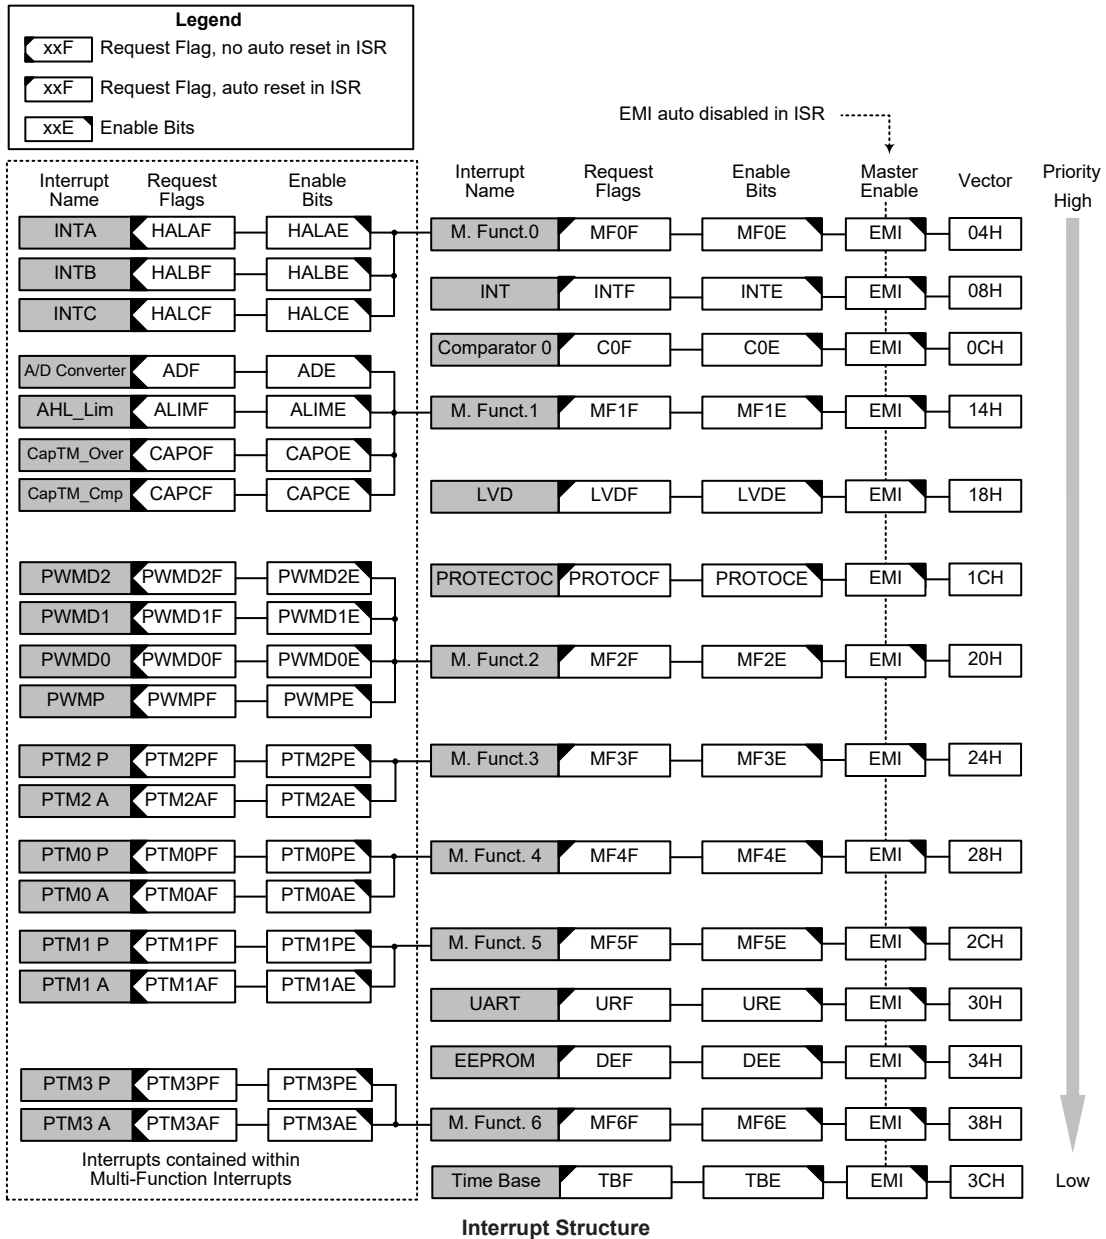 Legend
xxF Request Flag, no auto reset in ISR
xxF Request Flag, auto reset in ISR
xxE Enable Bits
EMI auto disabled in ISR
Interrupt Name Request Flags Enable Bits Interrupt Name Request Flags Enable Bits Master Enable Vector Priority
High
INTA HALAF HALAE M. Funct.0 MF0F MF0E EMI 04H
INTB HALBF HALBE
INT INTF INTE EMI 08H
INTC HALCF HALCE
Comparator 0 C0F C0E EMI 0CH
A/D Converter ADF ADE
AHL_Lim ALIMF ALIME M. Funct.1 MF1F MF1E EMI 14H
CapTM_Over CAPOF CAPOE
CapTM_Cmp CAPCF CAPCE LVD LVDF LVDE EMI 18H
PWMD2 PWMD2F PWMD2E PROTECTOC PROTOCF PROTOCE EMI 1CH
PWMD1 PWMD1F PWMD1E
PWMD0 PWMD0F PWMD0E M. Funct.2 MF2F MF2E EMI 20H
PWMP PWMPF PWMPE
PTM2 P PTM2PF PTM2PE M. Funct.3 MF3F MF3E EMI 24H
PTM2 A PTM2AF PTM2AE
PTM0 P PTM0PF PTM0PE M. Funct. 4 MF4F MF4E EMI 28H
PTM0 A PTM0AF PTM0AE
PTM1 P PTM1PF PTM1PE M. Funct. 5 MF5F MF5E EMI 2CH
PTM1 A PTM1AF PTM1AE
UART URF URE EMI 30H
EEPROM DEF DEE EMI 34H
PTM3 P PTM3PF PTM3PE
PTM3 A PTM3AF PTM3AE M. Funct. 6 MF6F MF6E EMI 38H
Interrupts contained within
Multi-Function Interrupts
Time Base TBF TBE EMI 3CH Low
Interrupt Structure